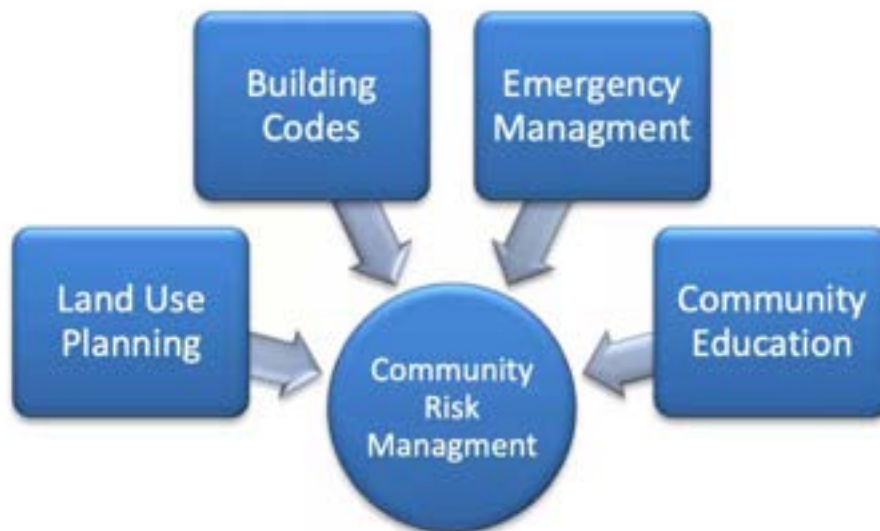 Building
Codes
Emergency
Managment
Land Use
Planning
Community
Education
Community
Risk
Managment